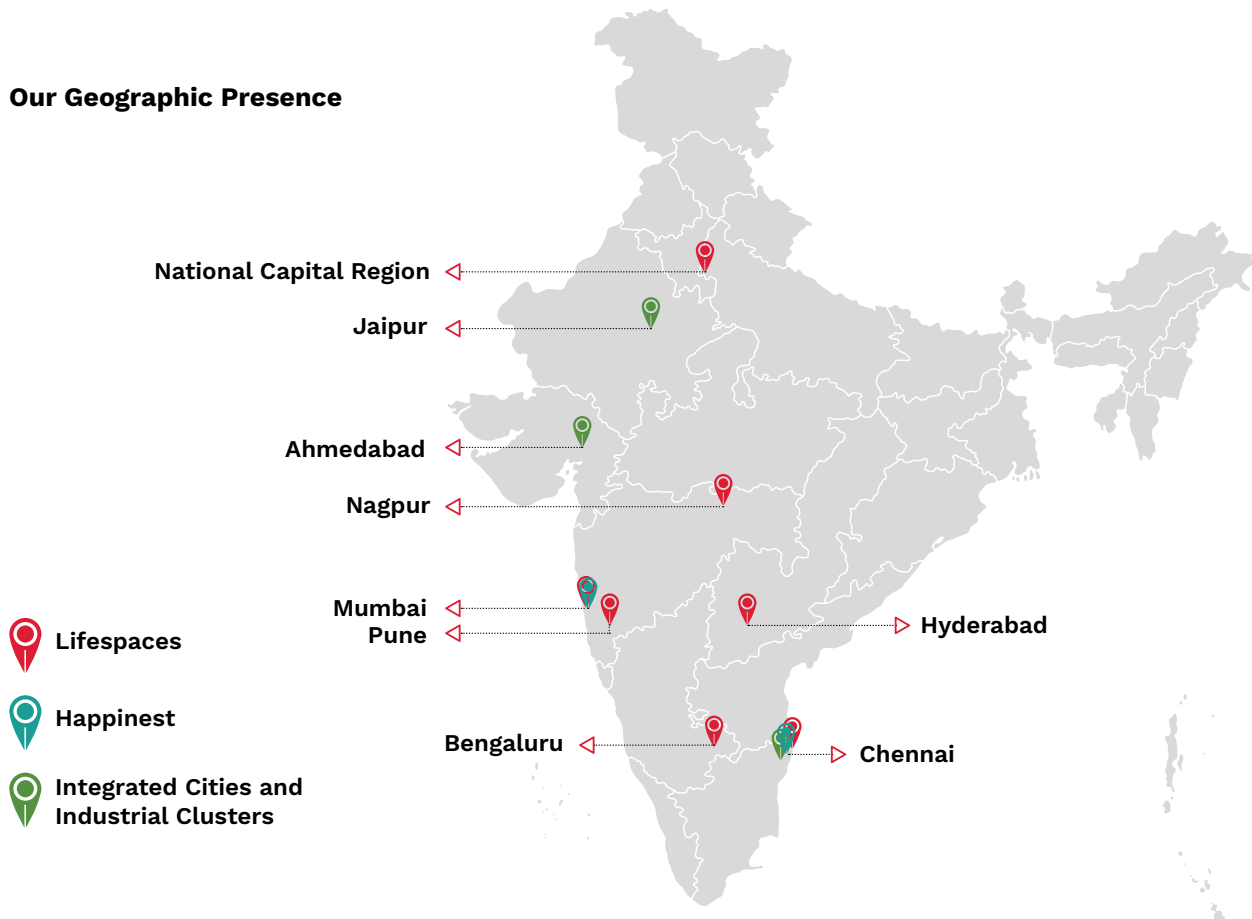 Our Geographic Presence
National Capital Region
Jaipur
Ahmedabad
Nagpur
Mumbai
Pune
Hyderabad
Bengaluru
Chennai
Lifespaces
Happinest
Integrated Cities and
Industrial Clusters